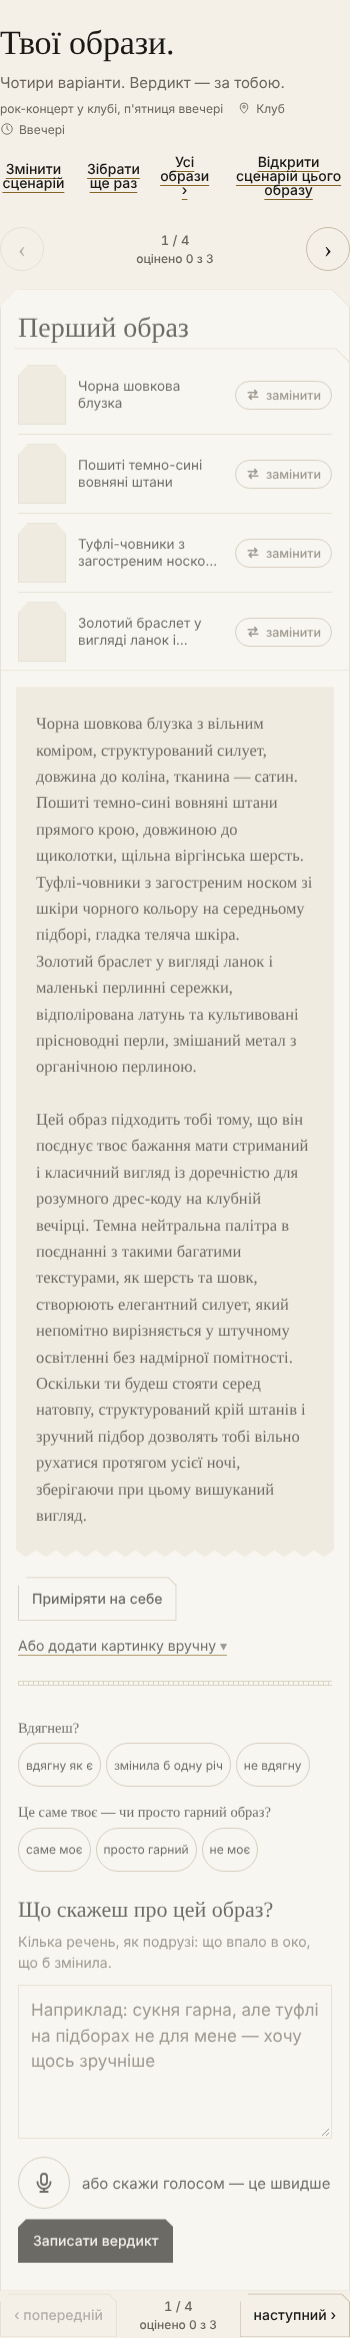 Твої образи.
Чотири варіанти. Вердикт — за тобою.
рок-концерт у клубі, п'ятниця ввечері Клуб
Ввечері
Змінити
сценарій
Зібрати
ще раз
Усі
образи
›
Відкрити
сценарій цього
образу
‹
1 / 4
оцінено 0 з 3
›
Перший образ
Чорна шовкова
блузка
замінити
Пошиті темно-сині
вовняні штани
замінити
Туфлі-човники з
загостреним носко…
замінити
Золотий браслет у
вигляді ланок і…
замінити
Чорна шовкова блузка з вільним
коміром, структурований силует,
довжина до коліна, тканина — сатин.
Пошиті темно-сині вовняні штани
прямого крою, довжиною до
щиколотки, щільна віргінська шерсть.
Туфлі-човники з загостреним носком зі
шкіри чорного кольору на середньому
підборі, гладка теляча шкіра.
Золотий браслет у вигляді ланок і
маленькі перлинні сережки,
відполірована латунь та культивовані
прісноводні перли, змішаний метал з
органічною перлиною.
Цей образ підходить тобі тому, що він
поєднує твоє бажання мати стриманий
і класичний вигляд із доречністю для
розумного дрес-коду на клубній
вечірці. Темна нейтральна палітра в
поєднанні з такими багатими
текстурами, як шерсть та шовк,
створюють елегантний силует, який
непомітно вирізняється у штучному
освітленні без надмірної помітності.
Оскільки ти будеш стояти серед
натовпу, структурований крій штанів і
зручний підбор дозволять тобі вільно
рухатися протягом усієї ночі,
зберігаючи при цьому вишуканий
вигляд.
Приміряти на себе
Або додати картинку вручну ▾
Вдягнеш?
вдягну як є змінила б одну річ не вдягну
Це саме твоє — чи просто гарний образ?
саме моє просто гарний не моє
Що скажеш про цей образ?
Кілька речень, як подрузі: що впало в око,
що б змінила.
Наприклад: сукня гарна, але туфлі
на підборах не для мене — хочу
щось зручніше
або скажи голосом — це швидше
Записати вердикт
‹ попередній
1 / 4
оцінено 0 з 3
наступний ›